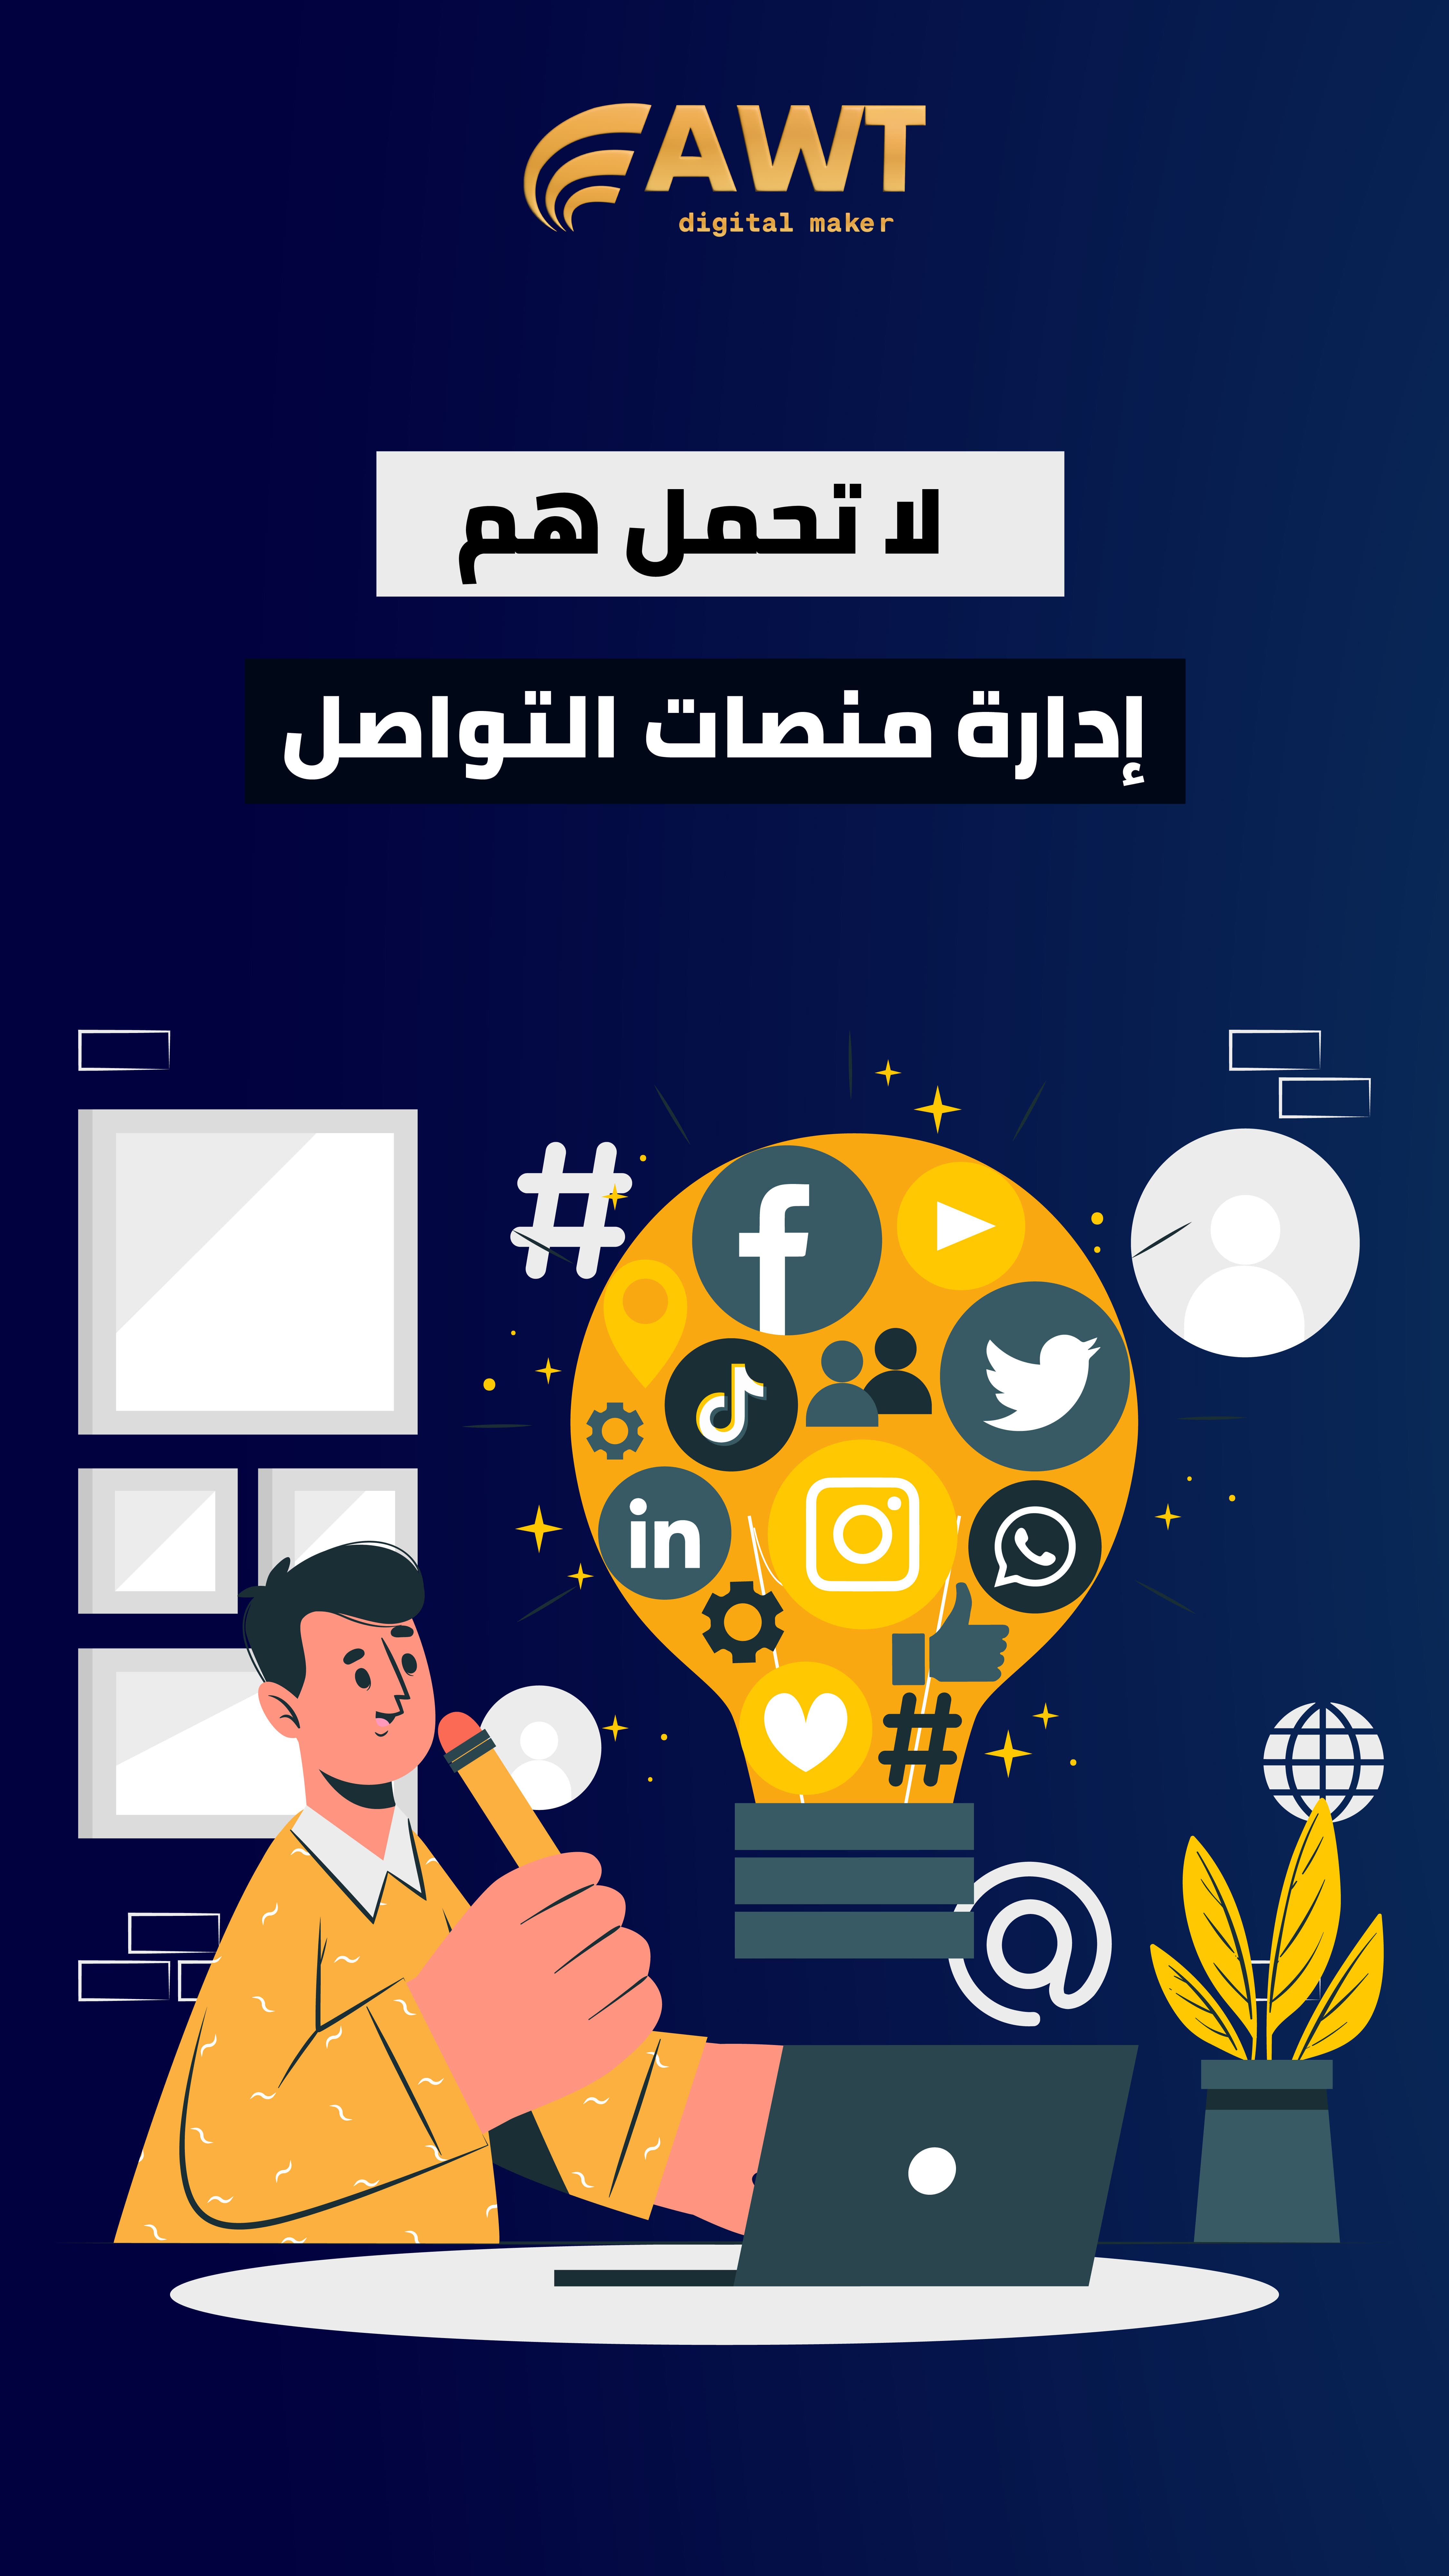 AWT
digital maker
لا تحمل هم
إدارة منصات التواصل